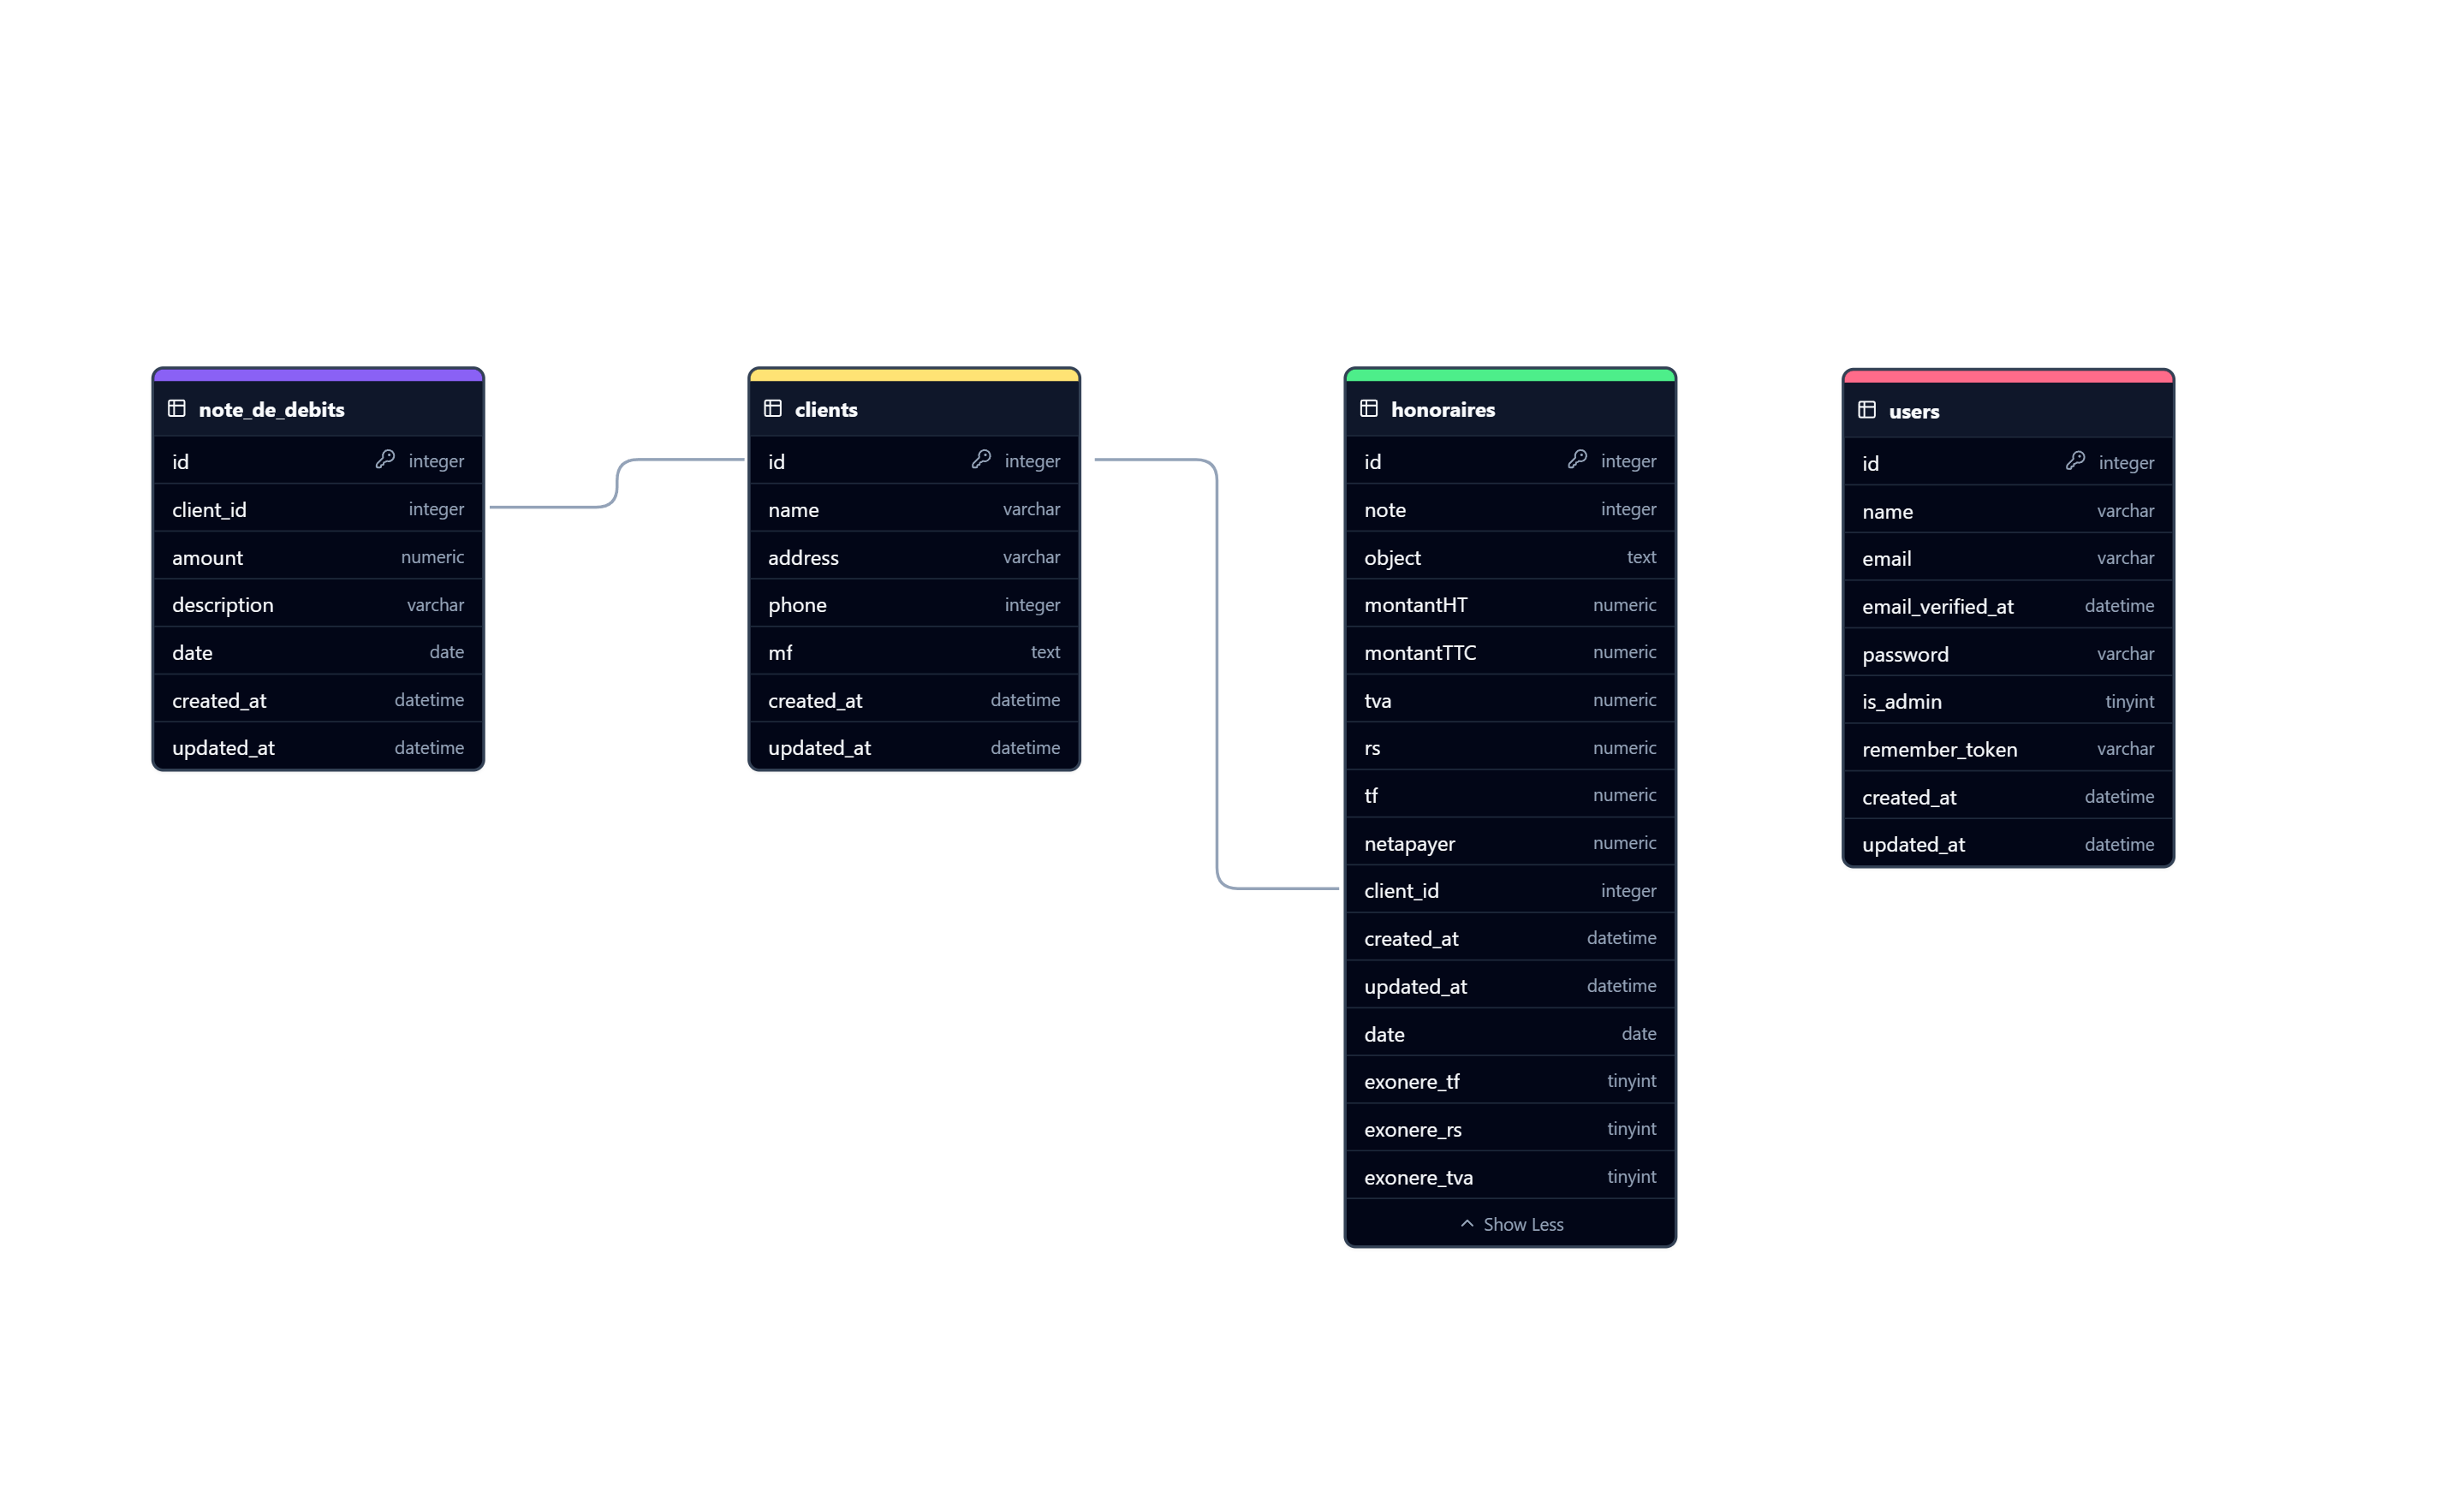 note_de_debits
id integer
client_id integer
amount numeric
description varchar
date date
created_at datetime
updated_at datetime
clients
id integer
name varchar
address varchar
phone integer
mf text
created_at datetime
updated_at datetime
honoraires
id integer
note integer
object text
montantHT numeric
montantTTC numeric
tva numeric
rs numeric
tf numeric
netapayer numeric
client_id integer
created_at datetime
updated_at datetime
date date
exonere_tf tinyint
exonere_rs tinyint
exonere_tva tinyint
Show Less
users
id integer
name varchar
email varchar
email_verified_at datetime
password varchar
is_admin tinyint
remember_token varchar
created_at datetime
updated_at datetime